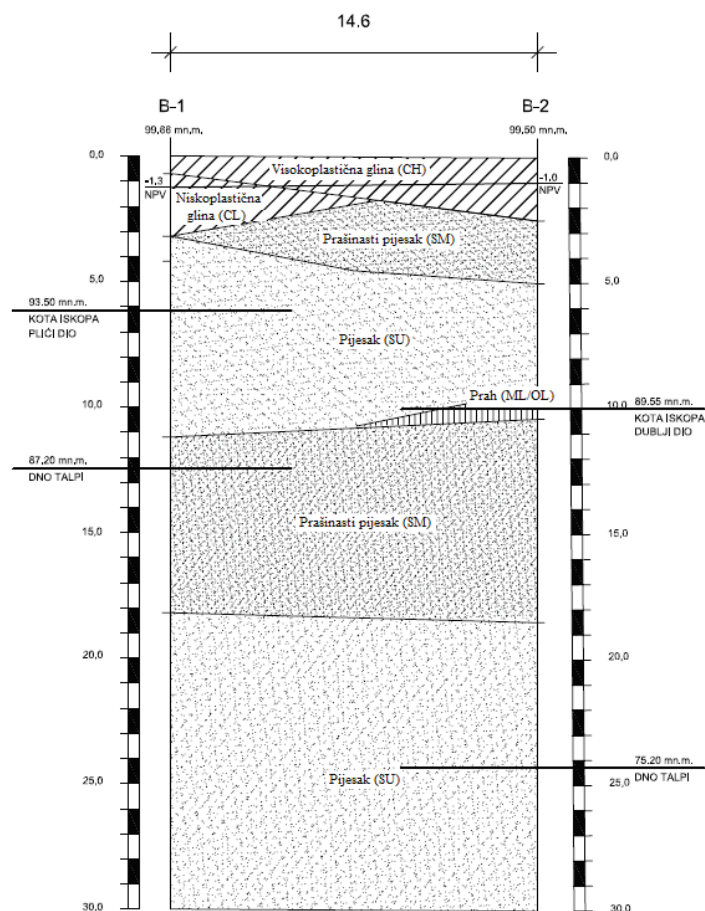 14.6
B-1
B-2
99,66 mn.m.
99,50 mn.m.
0,0
0,0
Visokoplastična glina (CH)
-1.3
NPV
-1.0
NPV
Niskoplastična
glina (CL)
Prašinasti pijesak (SM)
5,0
5,0
93.50 mn.m.
KOTA ISKOPA
PLIĆI DIO
Pijesak (SU)
Prah (ML/OL)
10,0
10,0
89.55 mn.m.
KOTA ISKOPA
DUBLJI DIO
87,20 mn.m.
DNO TALPI
Prašinasti pijesak (SM)
15,0
15,0
20,0
20,0
Pijesak (SU)
75.20 mn.m.
DNO TALPI
25,0
25,0
30,0
30,0